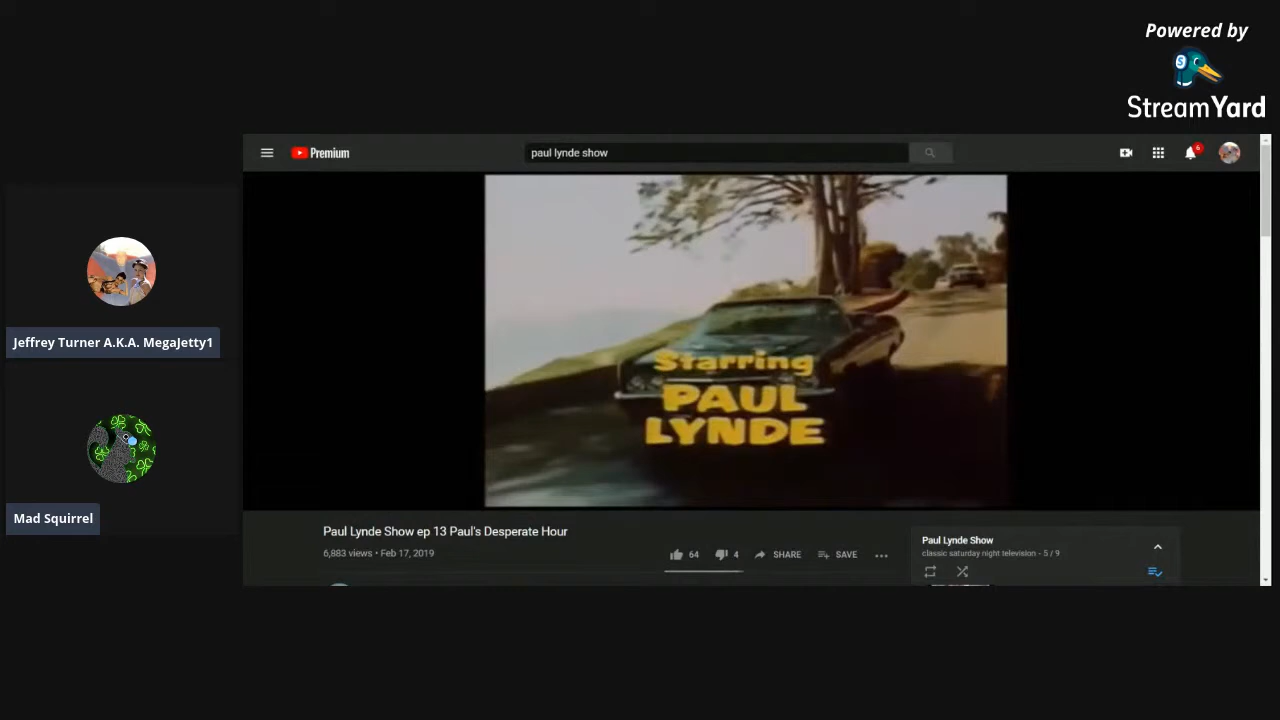 Powered by
StreamYard
Premium
paul lynde show
6
Starring
PAUL
LYNDE
Jeffrey Turner A.K.A. MegaJetty1
Mad Squirrel
Paul Lynde Show ep 13 Paul's Desperate Hour
6,883 views • Feb 17, 2019
64
4
SHARE
SAVE
Paul Lynde Show
classic saturday night television - 5 / 9